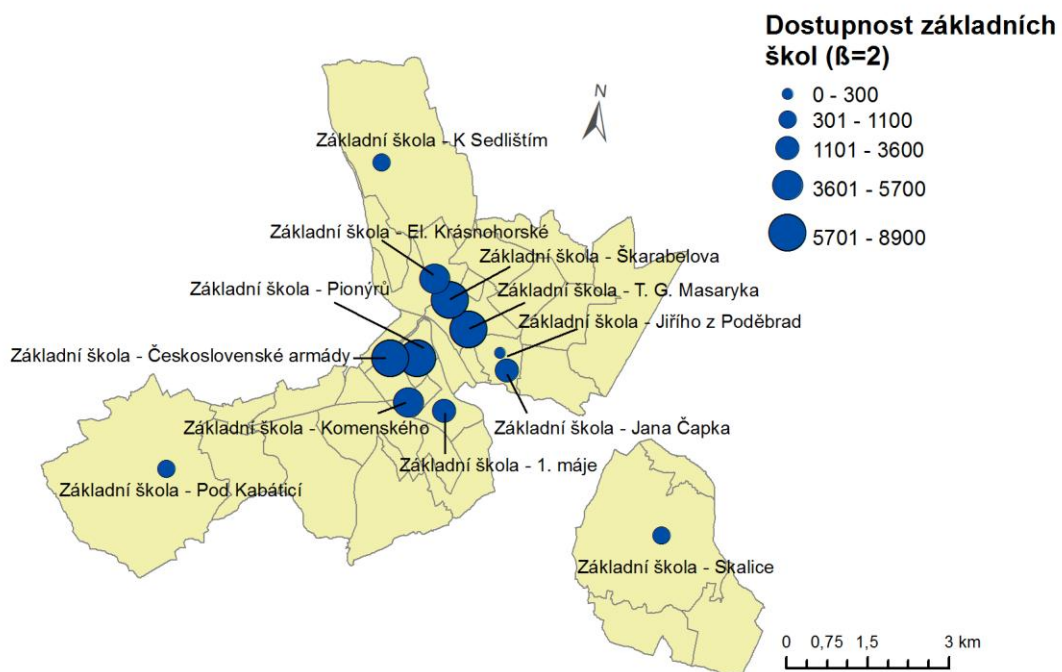 Dostupnost základních
škol (ß=2)
0 - 300
301 - 1100
1101 - 3600
3601 - 5700
5701 - 8900
N
Základní škola - K Sedlištím
Základní škola - El. Krásnohorské
Základní škola - Škarabelova
Základní škola - Pionýrů
Základní škola - T. G. Masaryka
Základní škola - Jiřího z Poděbrad
Základní škola - Československé armády
Základní škola - Komenského
Základní škola - Jana Čapka
Základní škola - 1. máje
Základní škola - Pod Kabáticí
Základní škola - Skalice
0 0,75 1,5 3 km